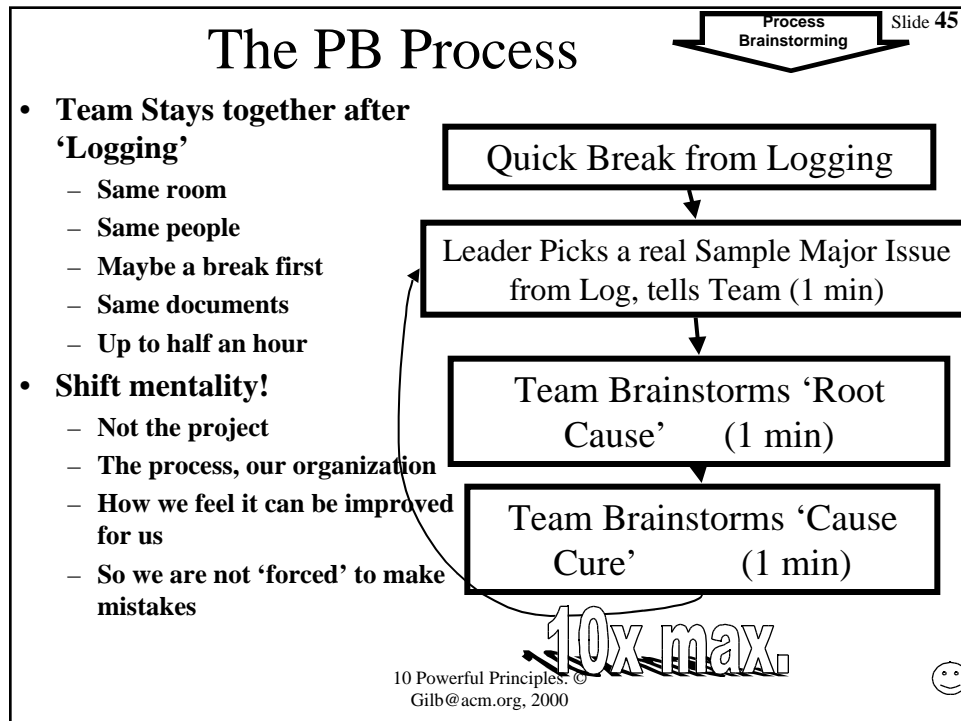 The PB Process
Process
Brainstorming
Slide 45
• Team Stays together after
‘Logging’
– Same room
– Same people
– Maybe a break first
– Same documents
– Up to half an hour
• Shift mentality!
– Not the project
– The process, our organization
– How we feel it can be improved
for us
– So we are not ‘forced’ to make
mistakes
Quick Break from Logging
Leader Picks a real Sample Major Issue
from Log, tells Team (1 min)
Team Brainstorms ‘Root
Cause’ (1 min)
Team Brainstorms ‘Cause
Cure’ (1 min)
10x max.
10 Powerful Principles. ©
Gilb@acm.org, 2000